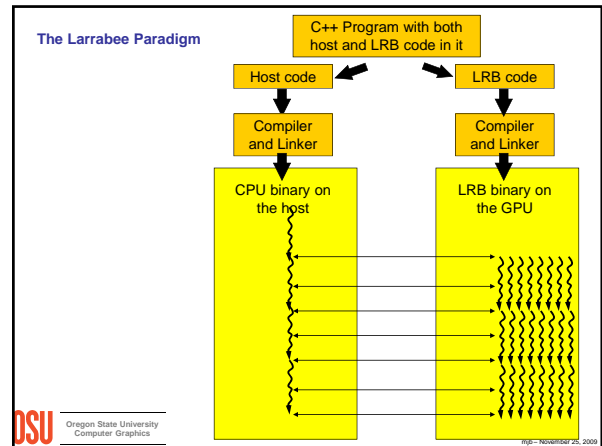 The Larrabee Paradigm
C++ Program with both
host and LRB code in it
Host code
LRB code
Compiler
and Linker
Compiler
and Linker
CPU binary on
the host
LRB binary on
the GPU
OSU
Oregon State University
Computer Graphics
mjb – November 25, 2009